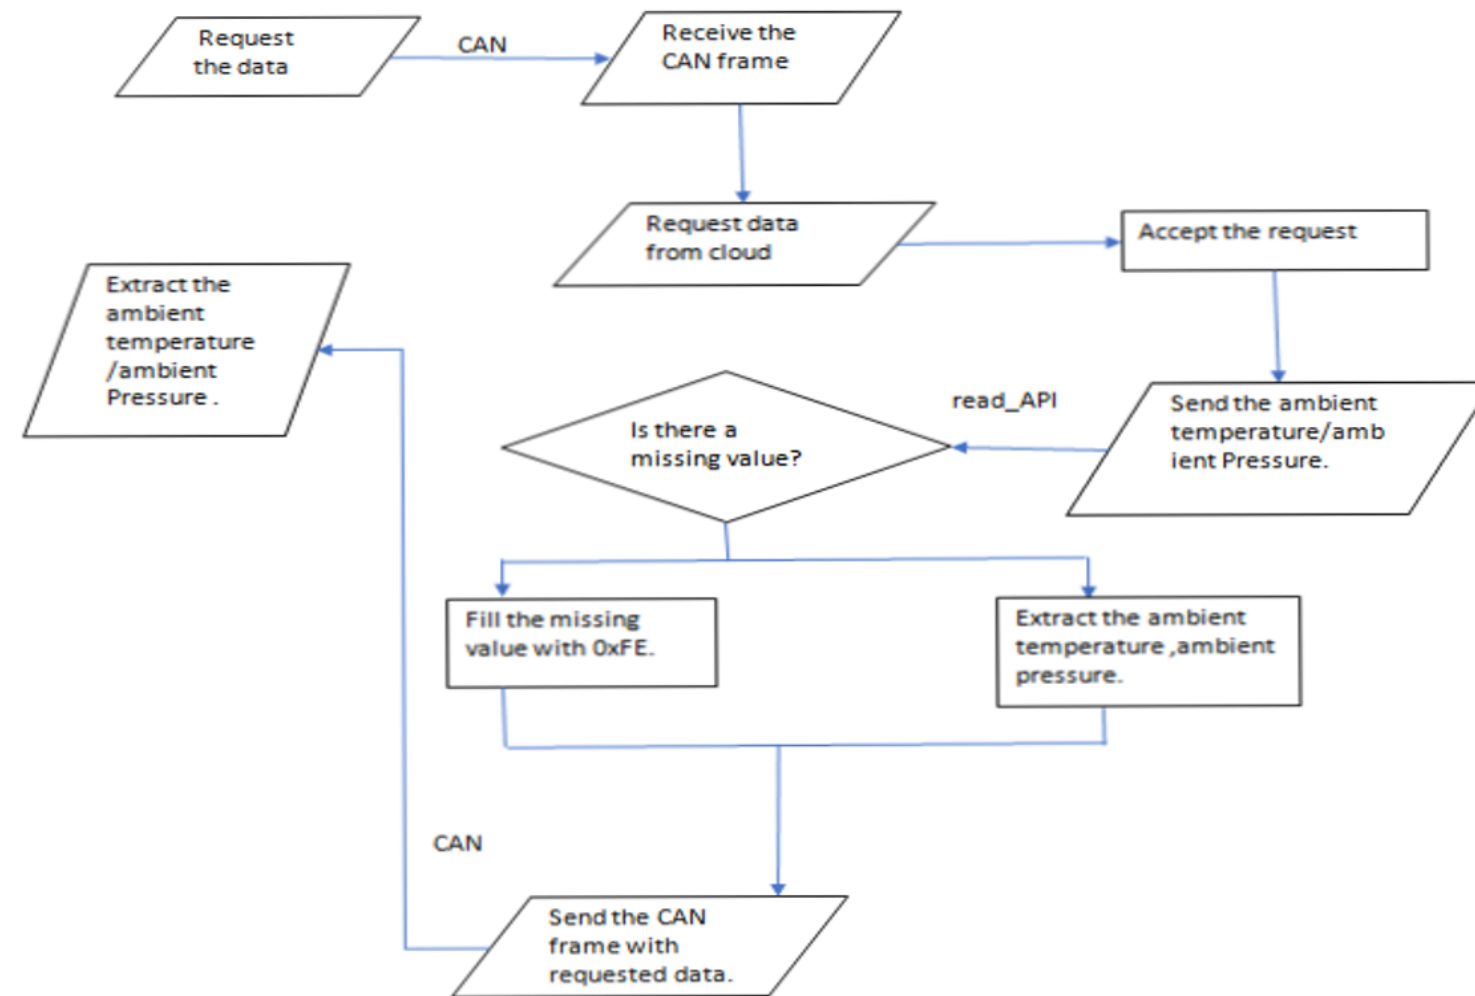 Request
the data
CAN
Receive the
CAN frame
Request data
from cloud
Accept the request
Extract the
ambient
temperature
/ambient
Pressure .
Is there a
missing value?
read_API
Send the ambient
temperature/amb
ient Pressure.
Fill the missing
value with 0xFE.
Extract the ambient
temperature ,ambient
pressure.
CAN
Send the CAN
frame with
requested data.